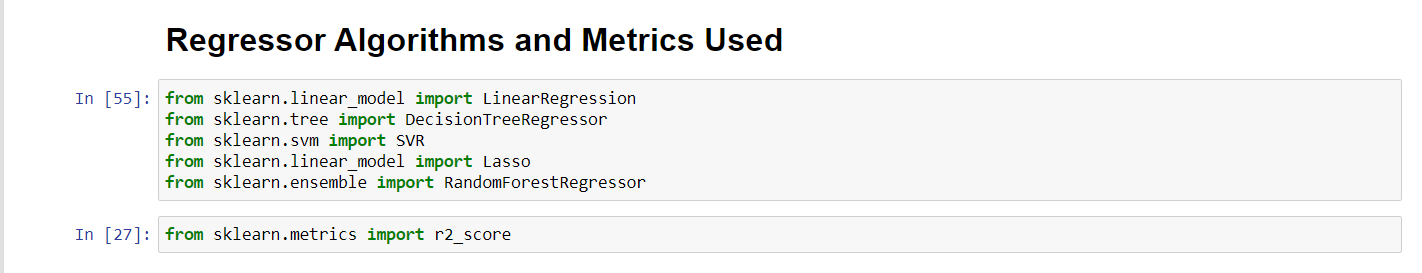 Regressor Algorithms and Metrics Used
In [55]: from sklearn.linear_model import LinearRegression
from sklearn.tree import DecisionTreeRegressor
from sklearn.svm import SVR
from sklearn.linear_model import Lasso
from sklearn.ensemble import RandomForestRegressor
In [27]: from sklearn.metrics import r2_score